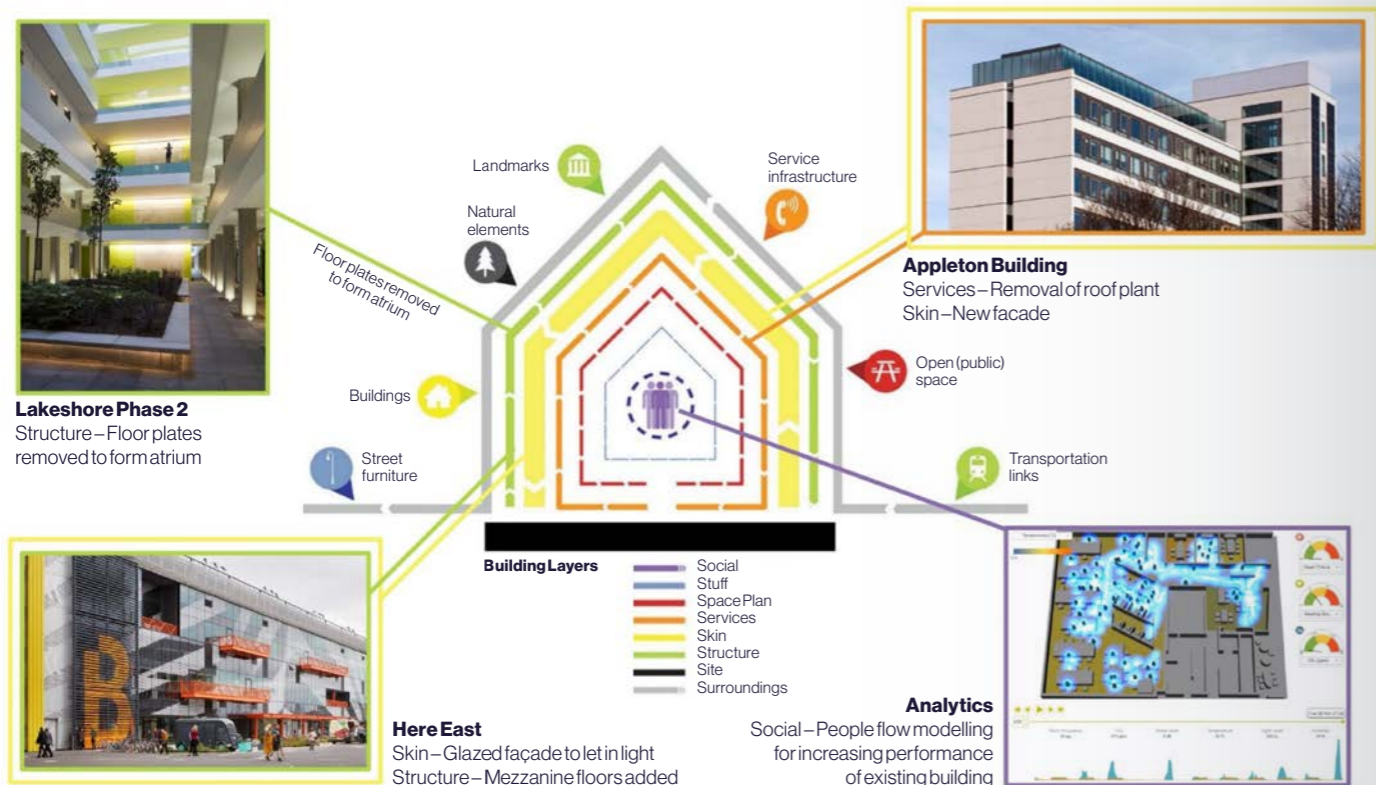 Landmarks
Service
infrastructure
Natural
elements
Floor plates removed
to form atrium
Appleton Building
Services – Removal of roof plant
Skin – New facade
Open (public)
space
Buildings
Lakeshore Phase 2
Structure – Floor plates
removed to form atrium
Street
furniture
Transportation
links
Building Layers
Social
Stuff
Space Plan
Services
Skin
Structure
Site
Surroundings
B
Here East
Skin – Glazed façade to let in light
Structure – Mezzanine floors added
Analytics
Social – People flow modelling
for increasing performance
of existing building